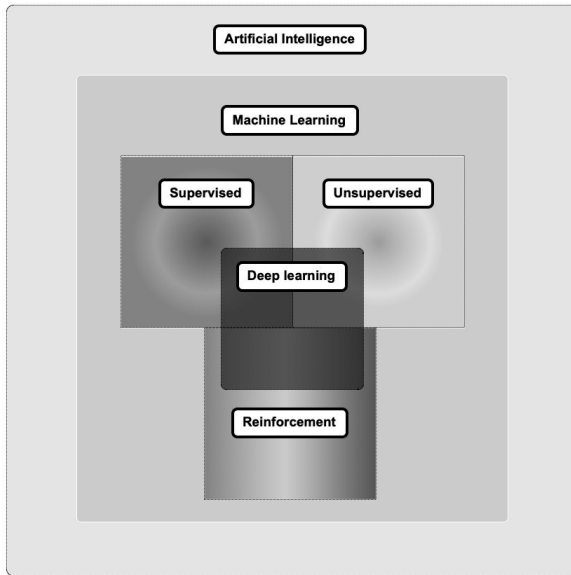 Artificial Intelligence
Machine Learning
Supervised
Unsupervised
Deep learning
Reinforcement